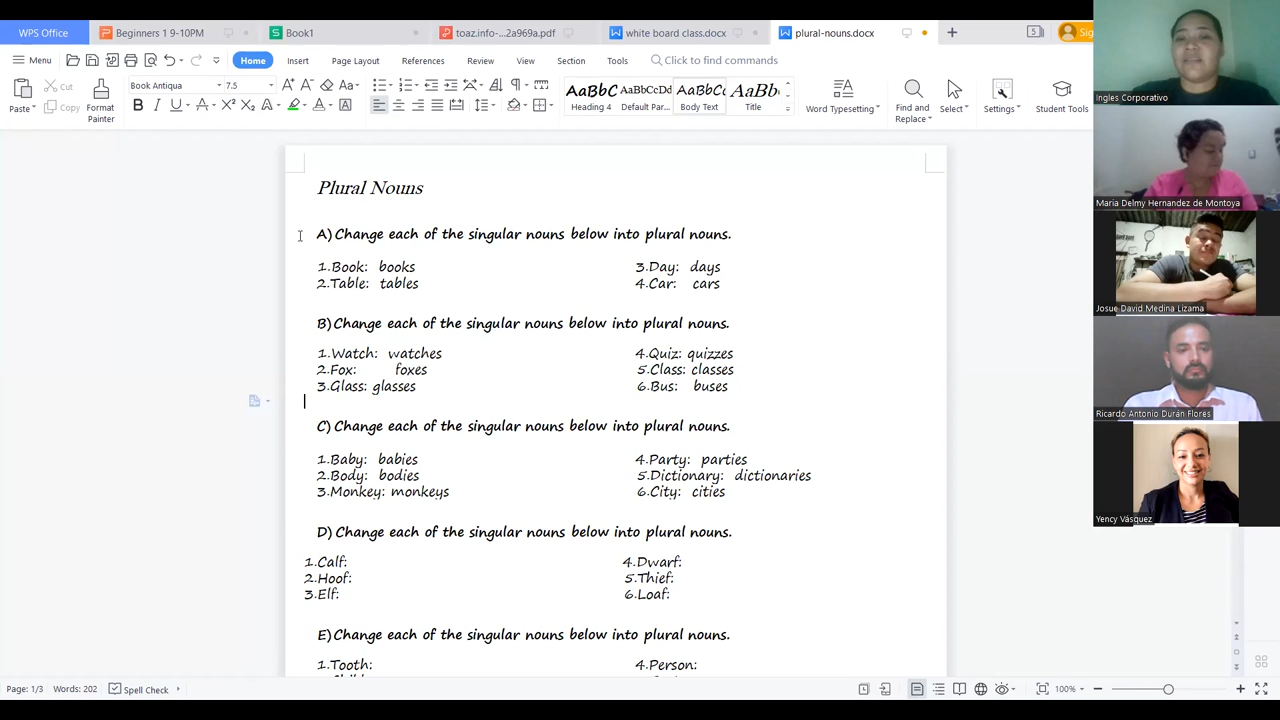 WPS Office
Beginners 1 9-10PM
Book1
toaz.info-...2a969a.pdf
white board class.docx
plural-nouns.docx
Menu
Home
Insert
Page Layout
References
Review
View
Section
Tools
Click to find commands
Paste
Cut
Copy
Format Painter
Book Antiqua
7.5
AaBbC
Heading 4
AaBbCcDd
Default Par...
AaBbCc
Body Text
AaBb
Title
Word Typesetting
Find and Replace
Select
Settings
Student Tools
Plural Nouns
A) Change each of the singular nouns below into plural nouns.
1.Book: books
2.Table: tables
3.Day: days
4.Car: cars
B) Change each of the singular nouns below into plural nouns.
1.Watch: watches
2.Fox: foxes
3.Glass: glasses
4.Quiz: quizzes
5.Class: classes
6.Bus: buses
C) Change each of the singular nouns below into plural nouns.
1.Baby: babies
2.Body: bodies
3.Monkey: monkeys
4.Party: parties
5.Dictionary: dictionaries
6.City: cities
D) Change each of the singular nouns below into plural nouns.
1.Calf:
2.Hoof:
3.Elf:
4.Dwarf:
5.Thief:
6.Loaf:
E) Change each of the singular nouns below into plural nouns.
1.Tooth:
4.Person:
Page: 1/3
Words: 202
Spell Check
100%
Ingles Corporativo
Maria Delmy Hernandez de Montoya
Josue David Medina Lizama
Ricardo Antonio Durán Flores
Yency Vásquez